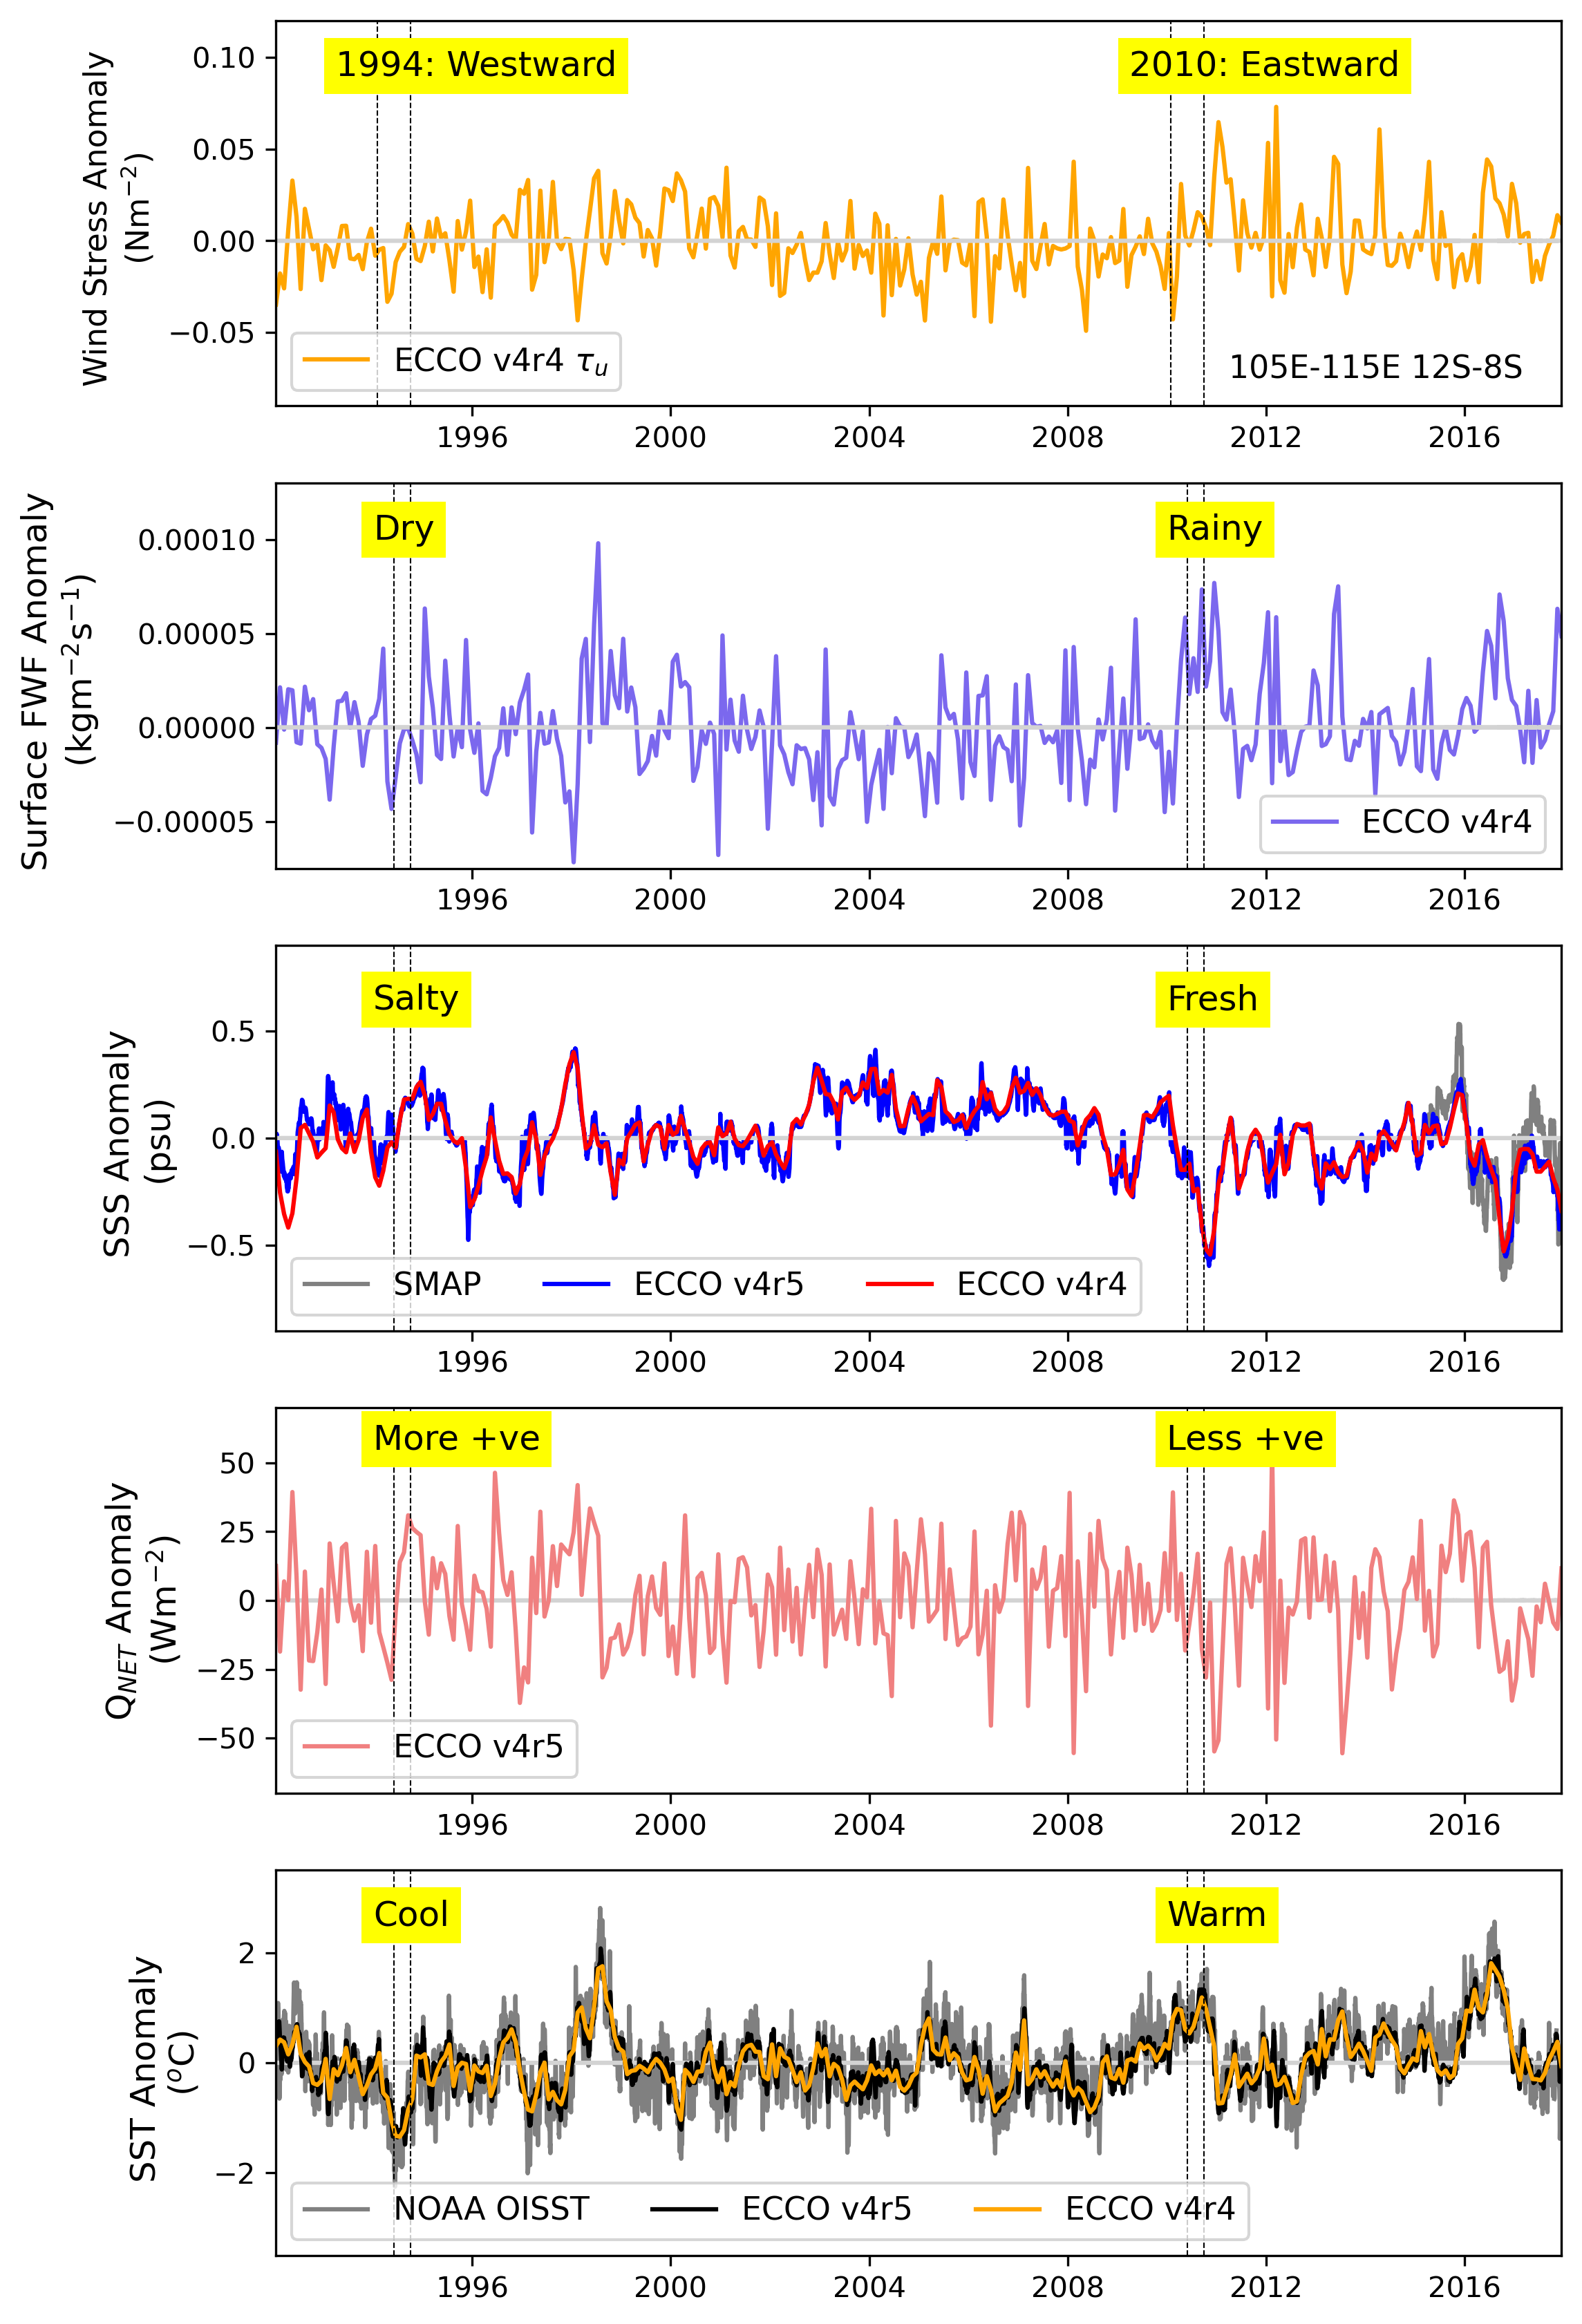 Wind Stress Anomaly
(Nm⁻²)
0.10
0.05
0.00
−0.05
1994: Westward
2010: Eastward
ECCO v4r4 τᵤ
105E-115E 12S-8S
1996 2000 2004 2008 2012 2016
Surface FWF Anomaly
(kgm⁻²s⁻¹)
0.00010
0.00005
0.00000
−0.00005
Dry
Rainy
ECCO v4r4
1996 2000 2004 2008 2012 2016
SSS Anomaly
(psu)
0.5
0.0
−0.5
Salty
Fresh
SMAP ECCO v4r5 ECCO v4r4
1996 2000 2004 2008 2012 2016
Q_NET Anomaly
(Wm⁻²)
50
25
0
−25
−50
More +ve
Less +ve
ECCO v4r5
1996 2000 2004 2008 2012 2016
SST Anomaly
(°C)
2
0
−2
Cool
Warm
NOAA OISST ECCO v4r5 ECCO v4r4
1996 2000 2004 2008 2012 2016